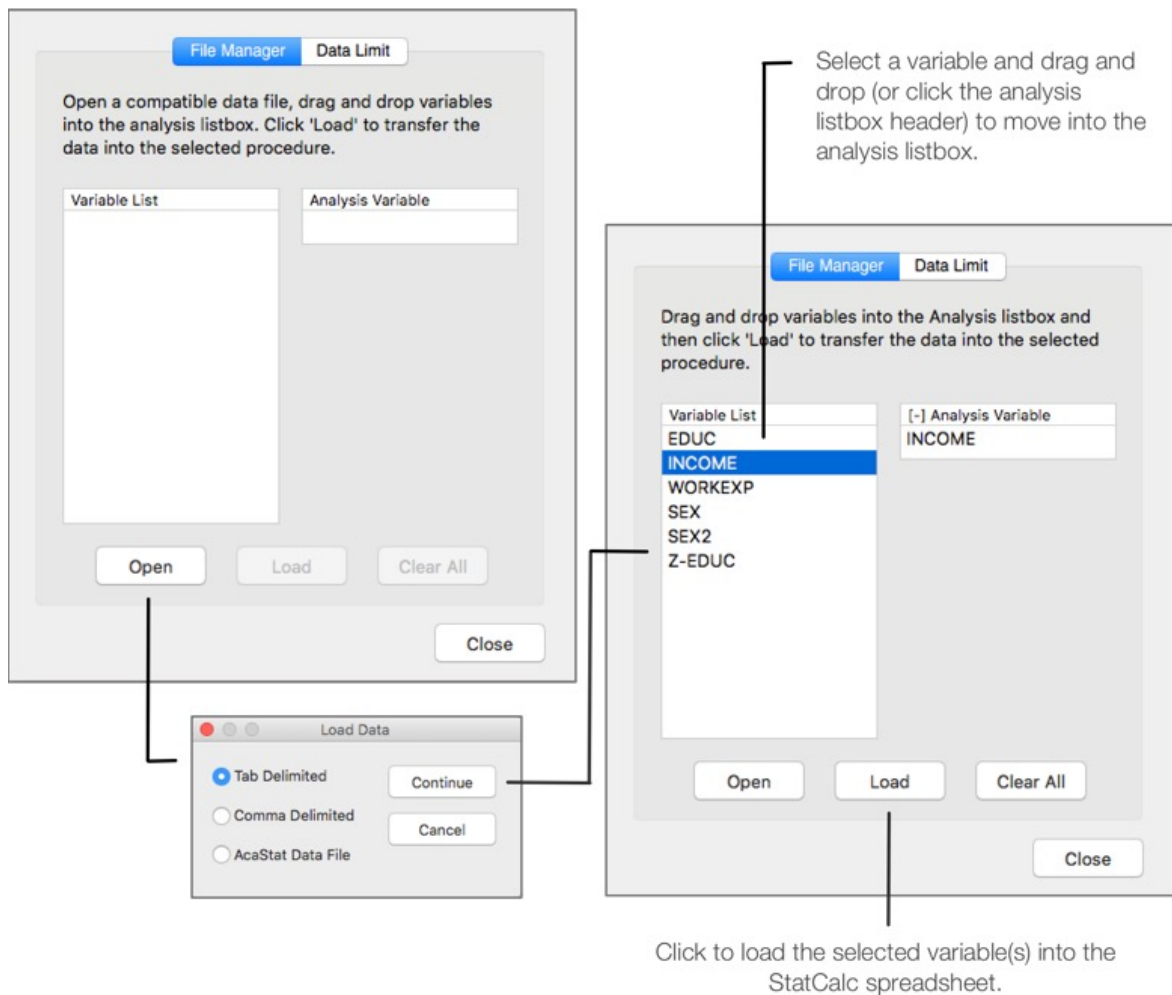 File Manager Data Limit
Open a compatible data file, drag and drop variables
into the analysis listbox. Click 'Load' to transfer the
data into the selected procedure.
Variable List Analysis Variable
Open Load Clear All
Close
Select a variable and drag and
drop (or click the analysis
listbox header) to move into the
analysis listbox.
Load Data
Tab Delimited
Comma Delimited
AcaStat Data File
Continue
Cancel
File Manager Data Limit
Drag and drop variables into the Analysis listbox and
then click 'Load' to transfer the data into the selected
procedure.
Variable List [-] Analysis Variable
EDUC INCOME
INCOME
WORKEXP
SEX
SEX2
Z-EDUC
Open Load Clear All
Close
Click to load the selected variable(s) into the
StatCalc spreadsheet.